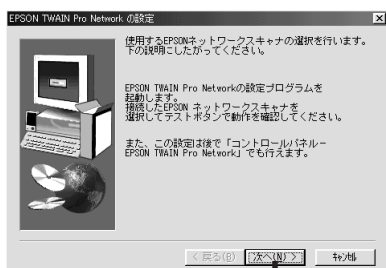 EPSON TWAIN Pro Network の設定
使用するEPSONネットワークスキャナの選択を行います。
下の説明にしたがってください。
EPSON TWAIN Pro Networkの設定プログラムを
起動します。
接続したEPSON ネットワークスキャナを
選択してテストボタンで動作を確認してください。
また、この設定は後で「コントロールパネル－
EPSON TWAIN Pro Network」でも行えます。
< 戻る(B) 次へ(N) > ｷｬﾝｾﾙ